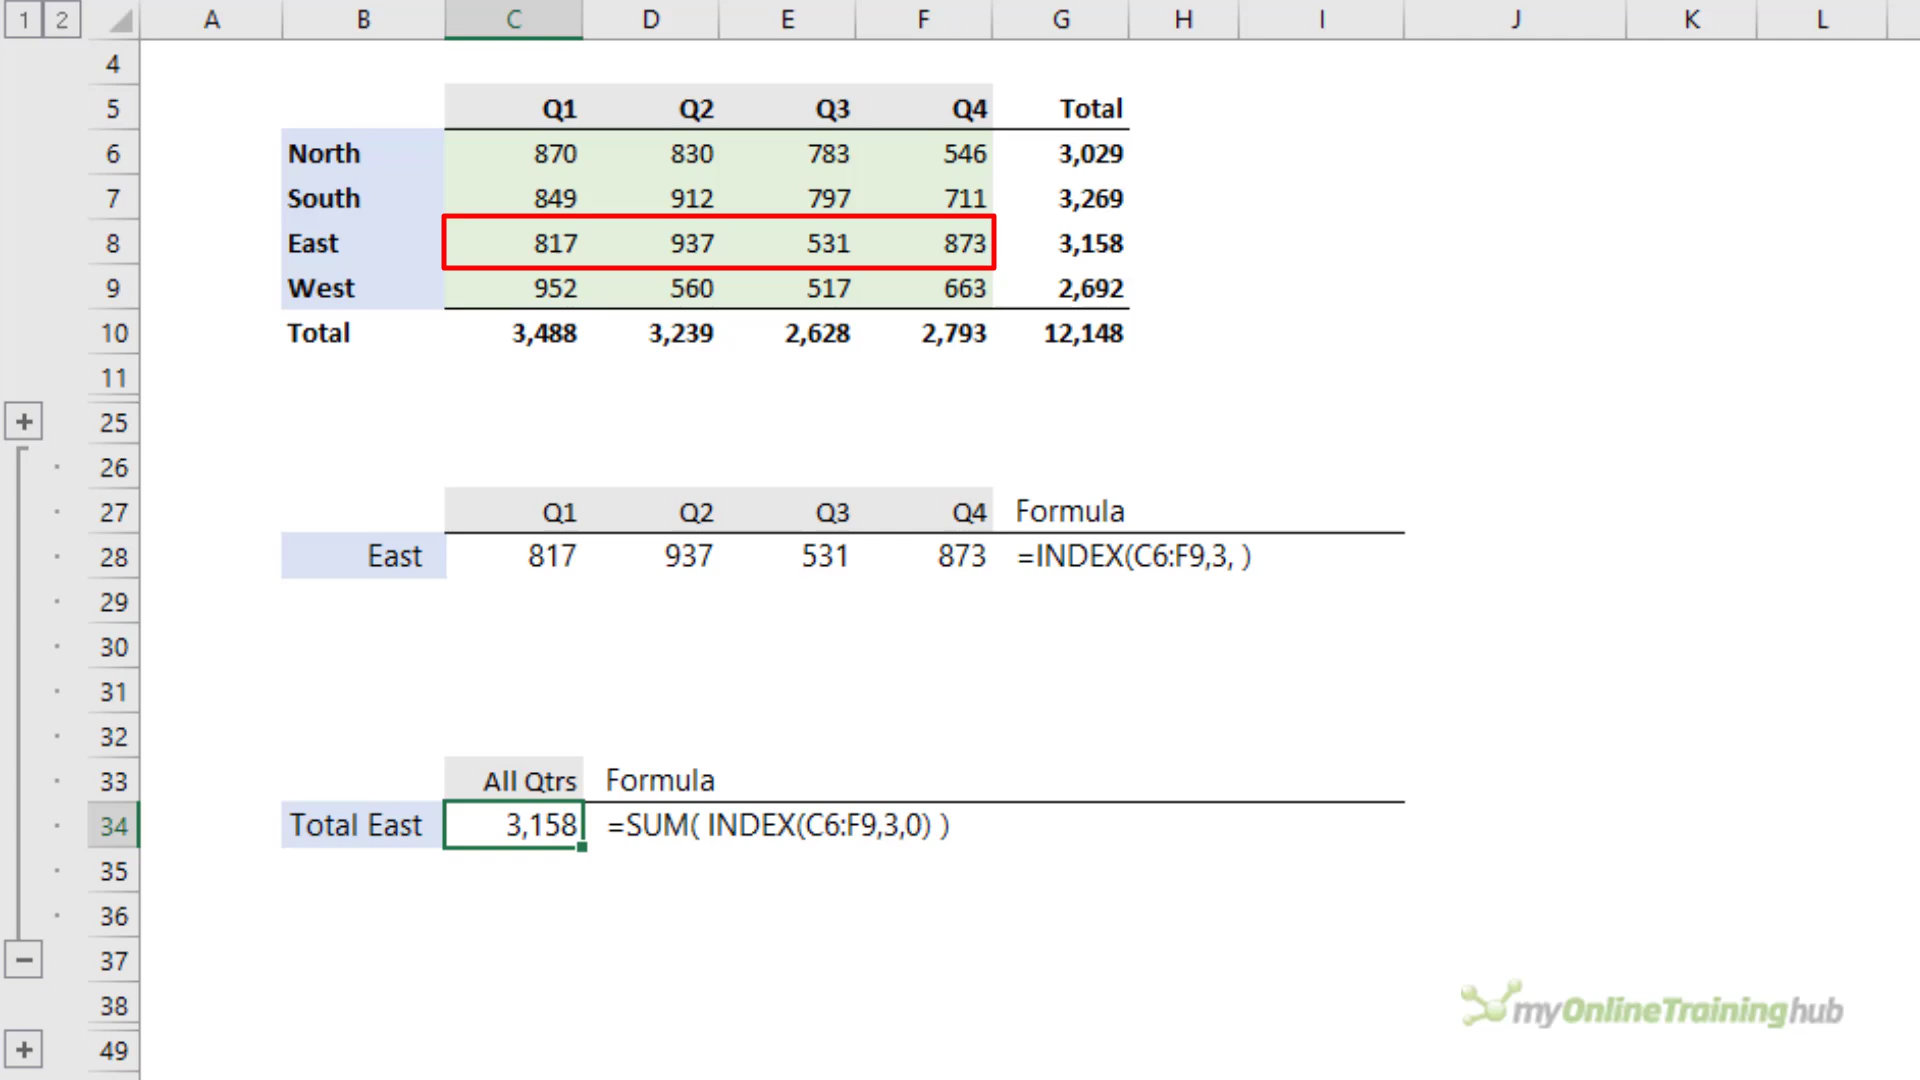 1 2 A B C D E F G H I J K L
4
5 Q1 Q2 Q3 Q4 Total
6 North 870 830 783 546 3,029
7 South 849 912 797 711 3,269
8 East 817 937 531 873 3,158
9 West 952 560 517 663 2,692
10 Total 3,488 3,239 2,628 2,793 12,148
11
+ 25
26
27 Q1 Q2 Q3 Q4 Formula
28 East 817 937 531 873 =INDEX(C6:F9,3, )
29
30
31
32
33 All Qtrs Formula
34 Total East 3,158 =SUM( INDEX(C6:F9,3,0) )
35
36
− 37
38
myOnlineTraininghub
+ 49